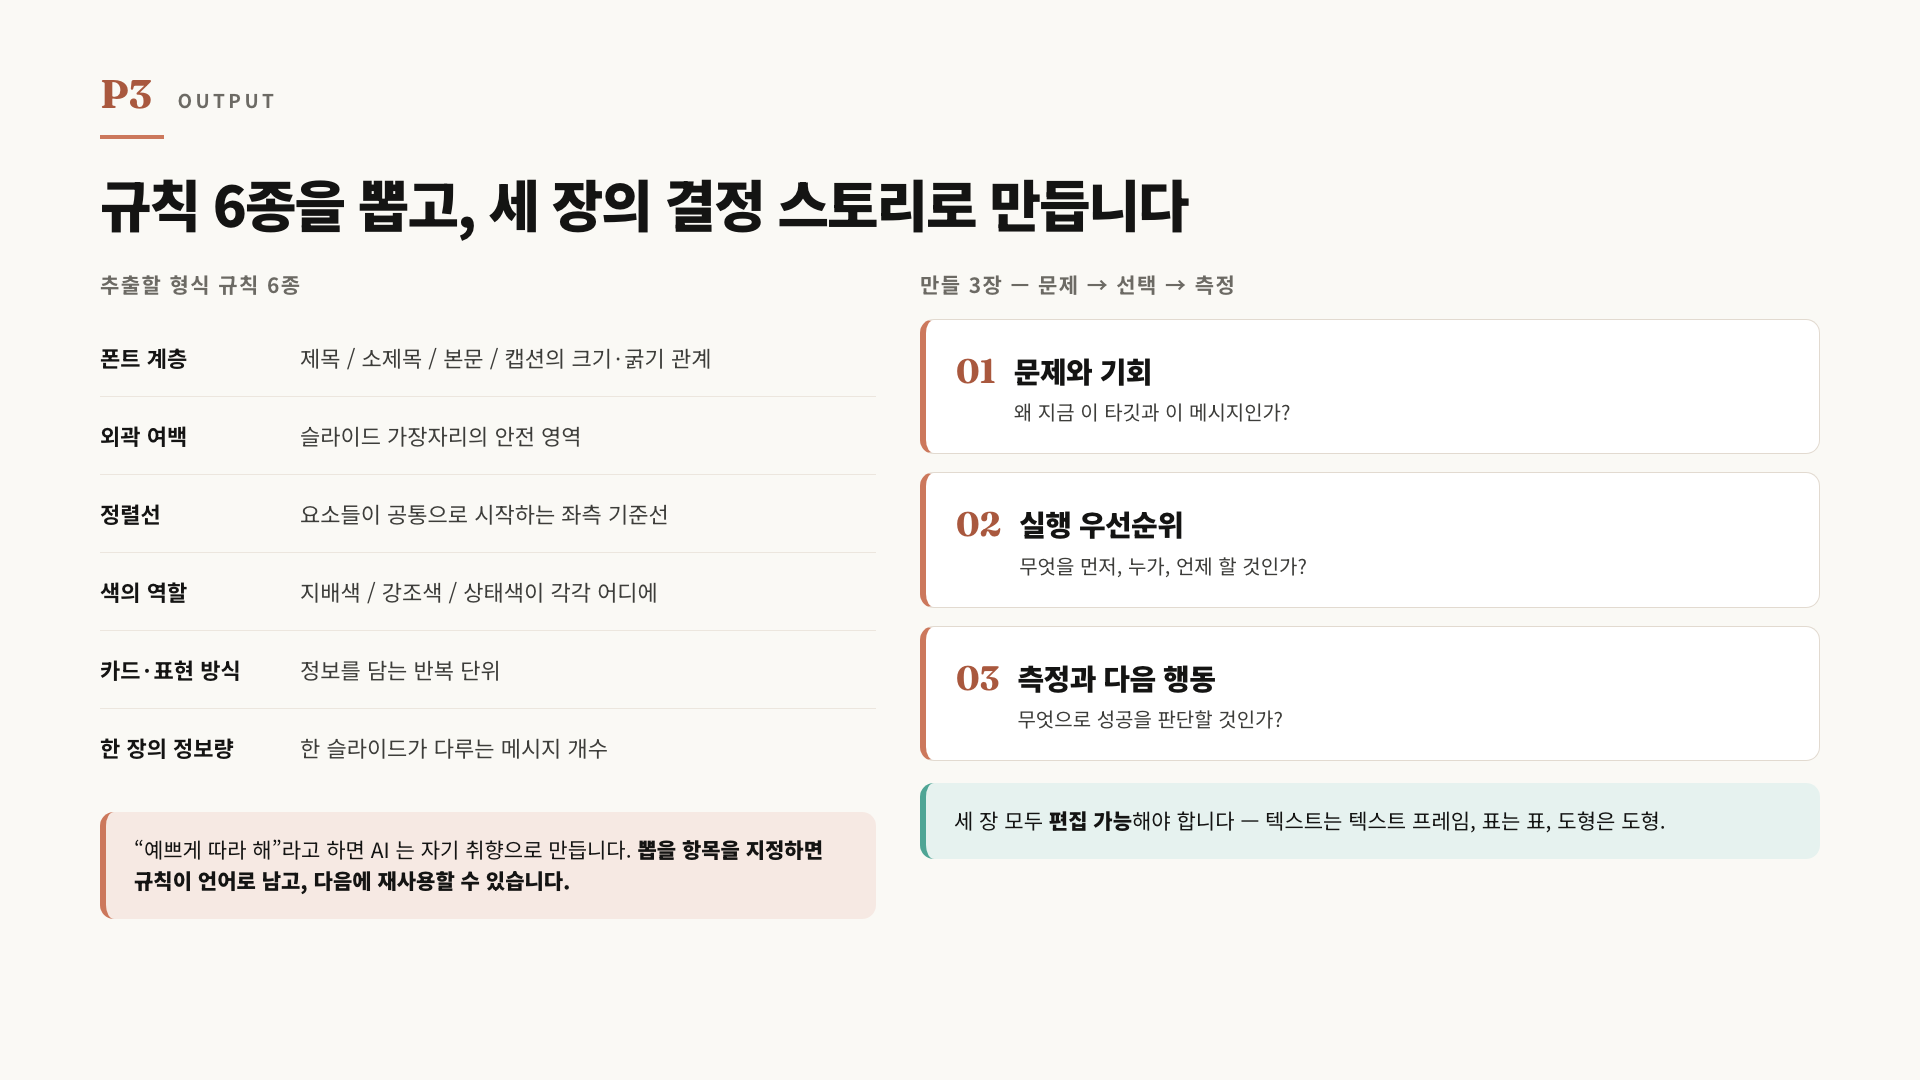 P3 OUTPUT
규칙 6종을 뽑고, 세 장의 결정 스토리로 만듭니다
추출할 형식 규칙 6종
폰트 계층 제목 / 소제목 / 본문 / 캡션의 크기·굵기 관계
외곽 여백 슬라이드 가장자리의 안전 영역
정렬선 요소들이 공통으로 시작하는 좌측 기준선
색의 역할 지배색 / 강조색 / 상태색이 각각 어디에
카드·표현 방식 정보를 담는 반복 단위
한 장의 정보량 한 슬라이드가 다루는 메시지 개수
“예쁘게 따라 해”라고 하면 AI 는 자기 취향으로 만듭니다. 뽑을 항목을 지정하면
규칙이 언어로 남고, 다음에 재사용할 수 있습니다.
만들 3장 — 문제 → 선택 → 측정
01 문제와 기회
왜 지금 이 타깃과 이 메시지인가?
02 실행 우선순위
무엇을 먼저, 누가, 언제 할 것인가?
03 측정과 다음 행동
무엇으로 성공을 판단할 것인가?
세 장 모두 편집 가능해야 합니다 — 텍스트는 텍스트 프레임, 표는 표, 도형은 도형.